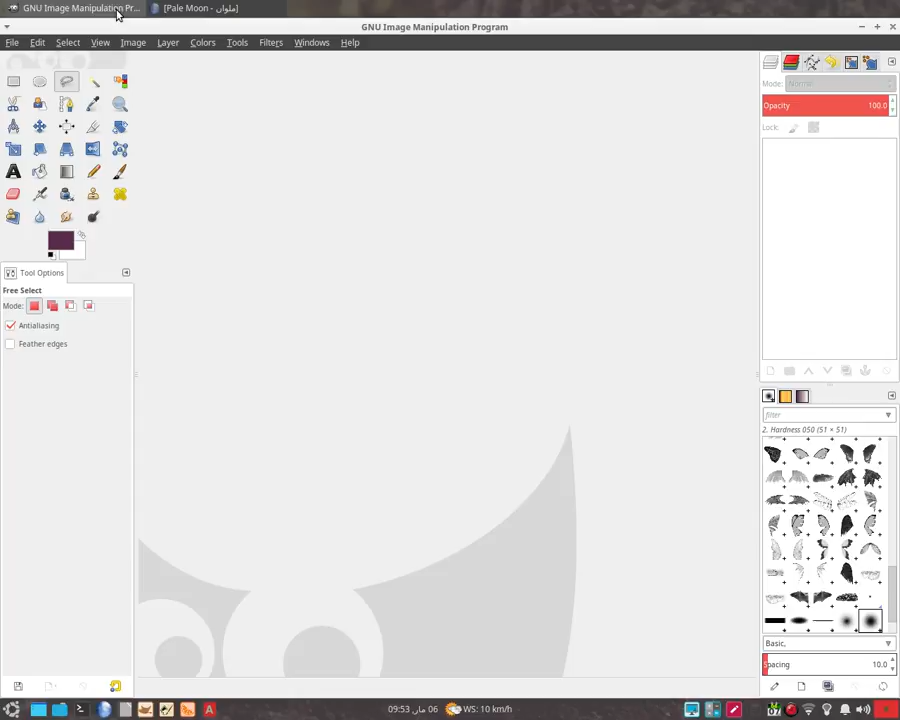 GNU Image Manipulation Pr...
[Pale Moon - ملوان]
GNU Image Manipulation Program
File Edit Select View Image Layer Colors Tools Filters Windows Help
Mode: Normal
Opacity 100.0
Lock:
Tool Options
Free Select
Mode:
Antialiasing
Feather edges
filter
2. Hardness 050 (51 × 51)
Basic,
Spacing 10.0
09:53 مار, 06
WS: 10 km/h